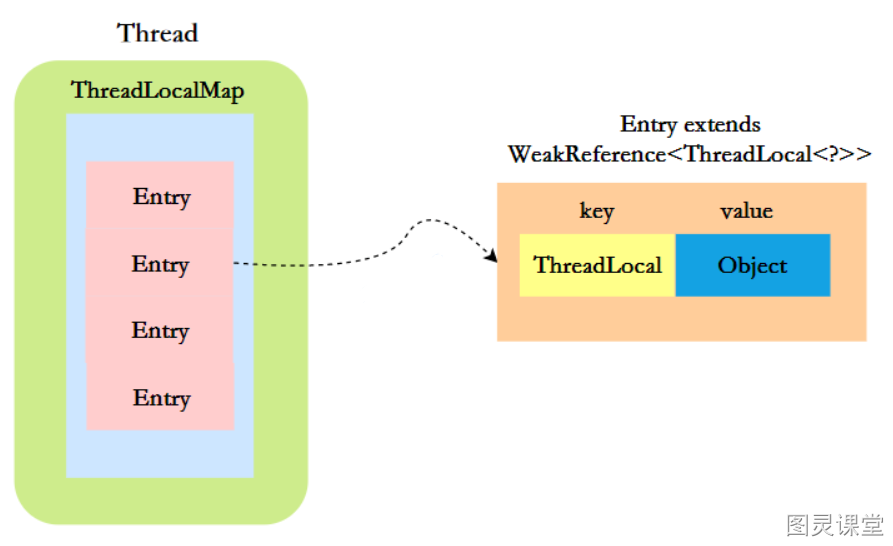 Thread
ThreadLocalMap
Entry
Entry
Entry
Entry
Entry extends
WeakReference<ThreadLocal<?>>
key value
ThreadLocal Object
图灵课堂